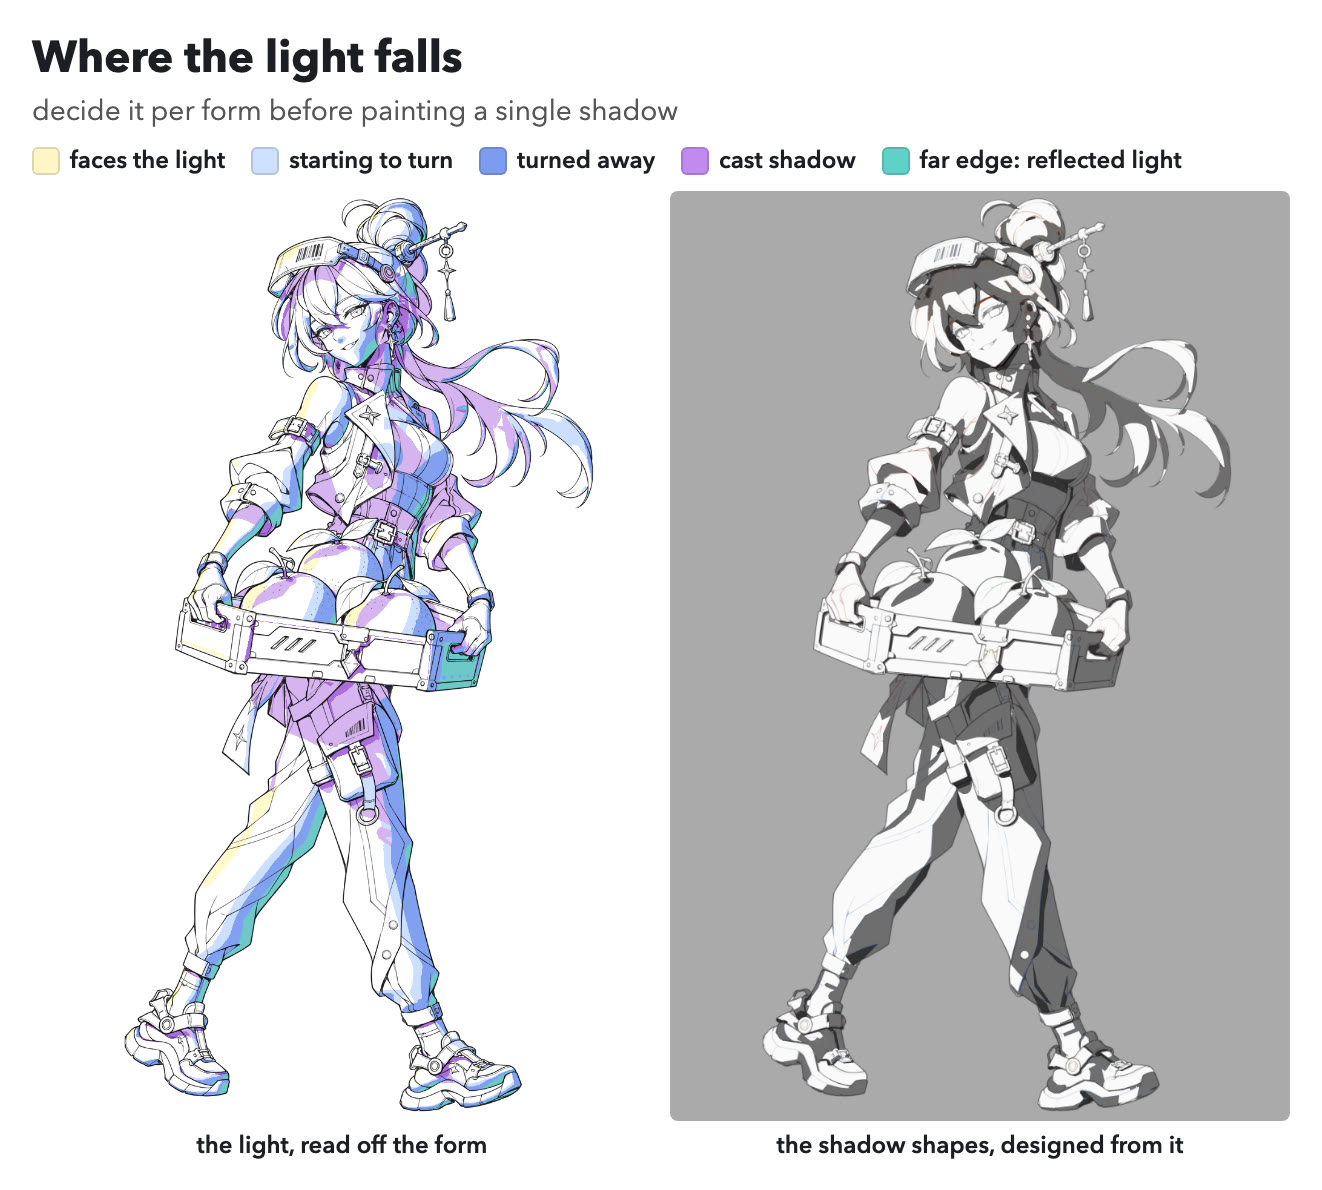 Where the light falls
decide it per form before painting a single shadow
faces the light starting to turn turned away cast shadow far edge: reflected light
the light, read off the form
the shadow shapes, designed from it